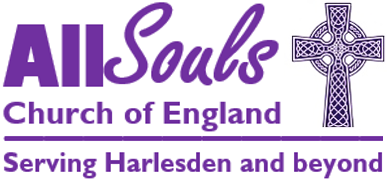 All Souls
Church of England
Serving Harlesden and beyond